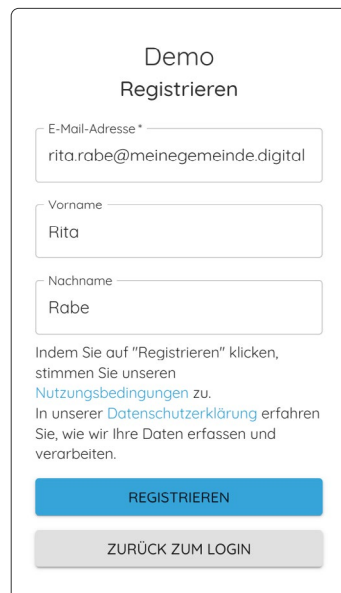 Demo
Registrieren
E-Mail-Adresse *
rita.rabe@meinegemeinde.digital
Vorname
Rita
Nachname
Rabe
Indem Sie auf "Registrieren" klicken,
stimmen Sie unseren
Nutzungsbedingungen zu.
In unserer Datenschutzerklärung erfahren
Sie, wie wir Ihre Daten erfassen und
verarbeiten.
REGISTRIEREN
ZURÜCK ZUM LOGIN